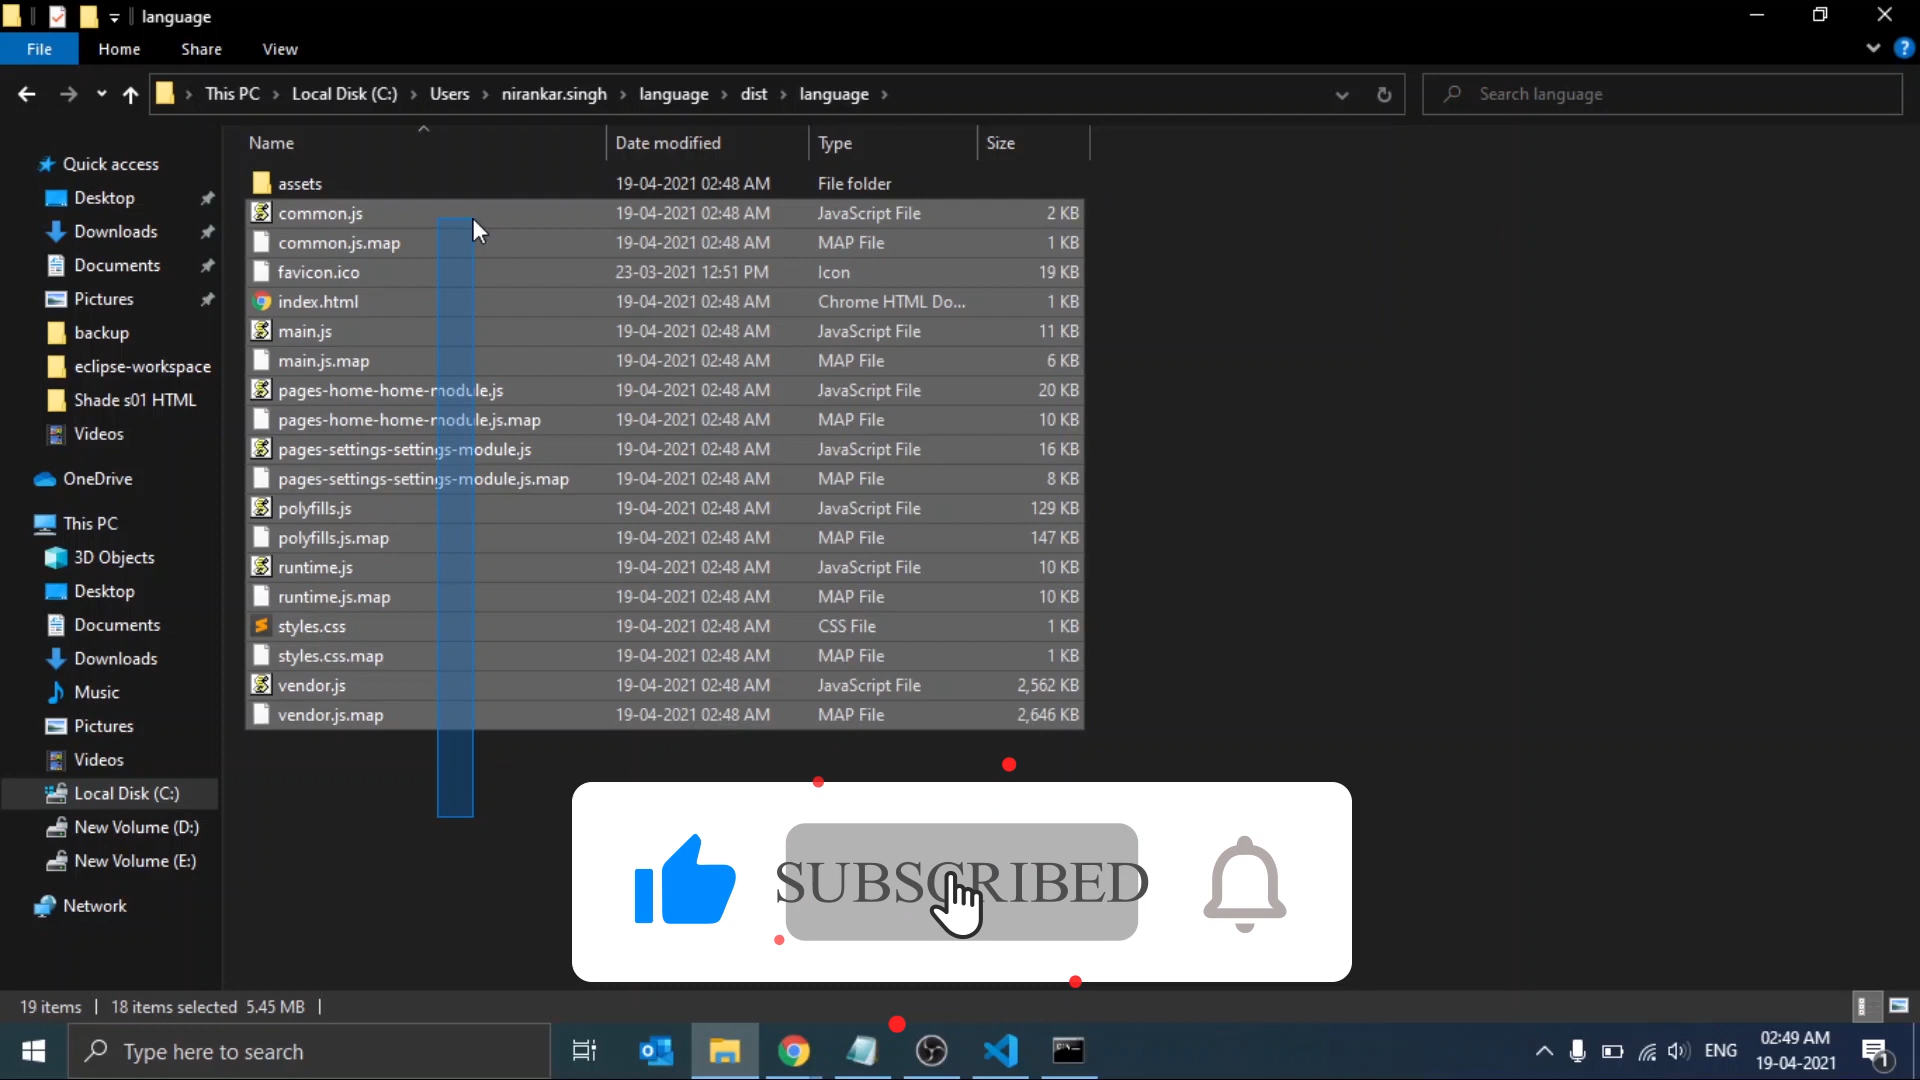 language
File Home Share View
This PC Local Disk (C:) Users nirankar.singh language dist language
Search language
Name Date modified Type Size
Quick access
Desktop
Downloads
Documents
Pictures
backup
eclipse-workspace
Shade s01 HTML
Videos
OneDrive
This PC
3D Objects
Desktop
Documents
Downloads
Music
Pictures
Videos
Local Disk (C:)
New Volume (D:)
New Volume (E:)
Network
assets 19-04-2021 02:48 AM File folder
common.js 19-04-2021 02:48 AM JavaScript File 2 KB
common.js.map 19-04-2021 02:48 AM MAP File 1 KB
favicon.ico 23-03-2021 12:51 PM Icon 19 KB
index.html 19-04-2021 02:48 AM Chrome HTML Do... 1 KB
main.js 19-04-2021 02:48 AM JavaScript File 11 KB
main.js.map 19-04-2021 02:48 AM MAP File 6 KB
pages-home-home-module.js 19-04-2021 02:48 AM JavaScript File 20 KB
pages-home-home-module.js.map 19-04-2021 02:48 AM MAP File 10 KB
pages-settings-settings-module.js 19-04-2021 02:48 AM JavaScript File 16 KB
pages-settings-settings-module.js.map 19-04-2021 02:48 AM MAP File 8 KB
polyfills.js 19-04-2021 02:48 AM JavaScript File 129 KB
polyfills.js.map 19-04-2021 02:48 AM MAP File 147 KB
runtime.js 19-04-2021 02:48 AM JavaScript File 10 KB
runtime.js.map 19-04-2021 02:48 AM MAP File 10 KB
styles.css 19-04-2021 02:48 AM CSS File 1 KB
styles.css.map 19-04-2021 02:48 AM MAP File 1 KB
vendor.js 19-04-2021 02:48 AM JavaScript File 2,562 KB
vendor.js.map 19-04-2021 02:48 AM MAP File 2,646 KB
SUBSCRIBED
19 items 18 items selected 5.45 MB
Type here to search
ENG
02:49 AM
19-04-2021
1